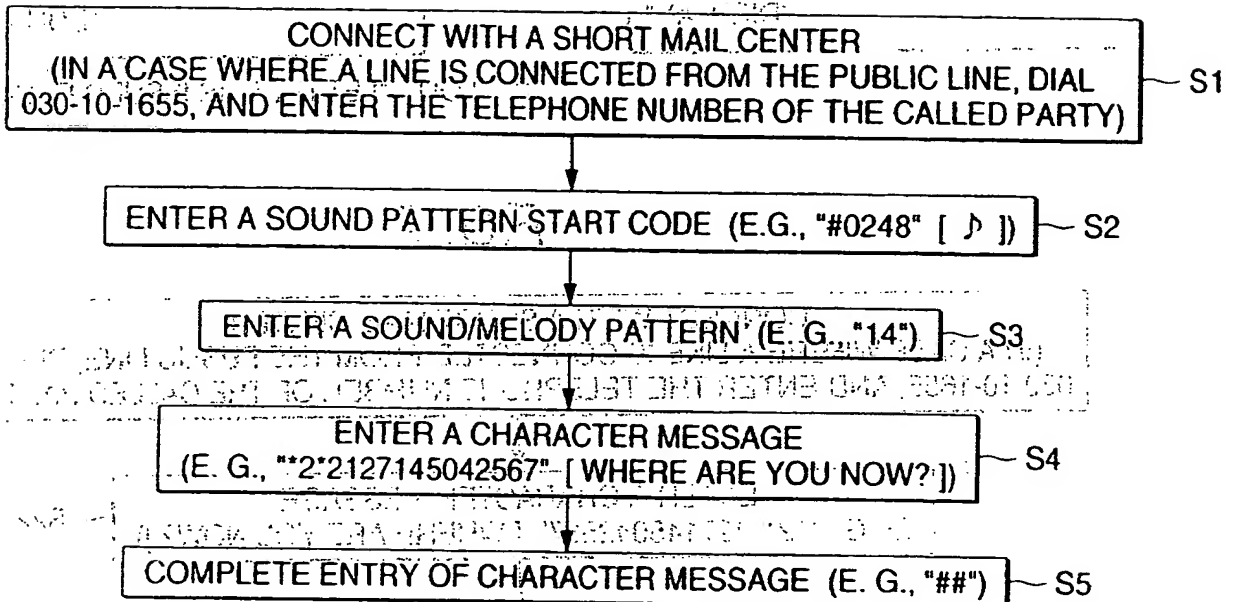 CONNECT WITH A SHORT MAIL CENTER
(IN A CASE WHERE A LINE IS CONNECTED FROM THE PUBLIC LINE, DIAL
030-10-1655, AND ENTER THE TELEPHONE NUMBER OF THE CALLED PARTY)
S1
ENTER A SOUND PATTERN START CODE (E.G., "#0248" [ ♪ ])
S2
ENTER A SOUND/MELODY PATTERN (E. G., "14")
S3
ENTER A CHARACTER MESSAGE
(E. G., "*2*2127145042567" [ WHERE ARE YOU NOW? ])
S4
COMPLETE ENTRY OF CHARACTER MESSAGE (E. G., "##")
S5